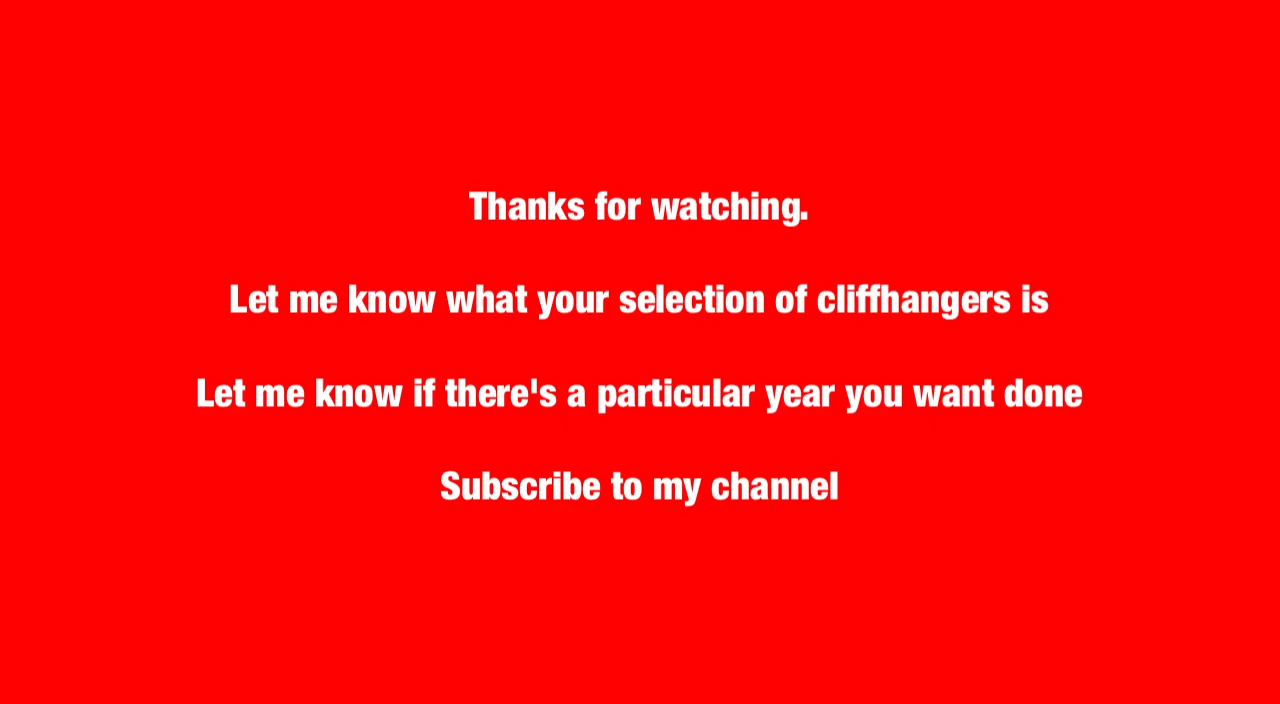 Thanks for watching.
Let me know what your selection of cliffhangers is
Let me know if there's a particular year you want done
Subscribe to my channel